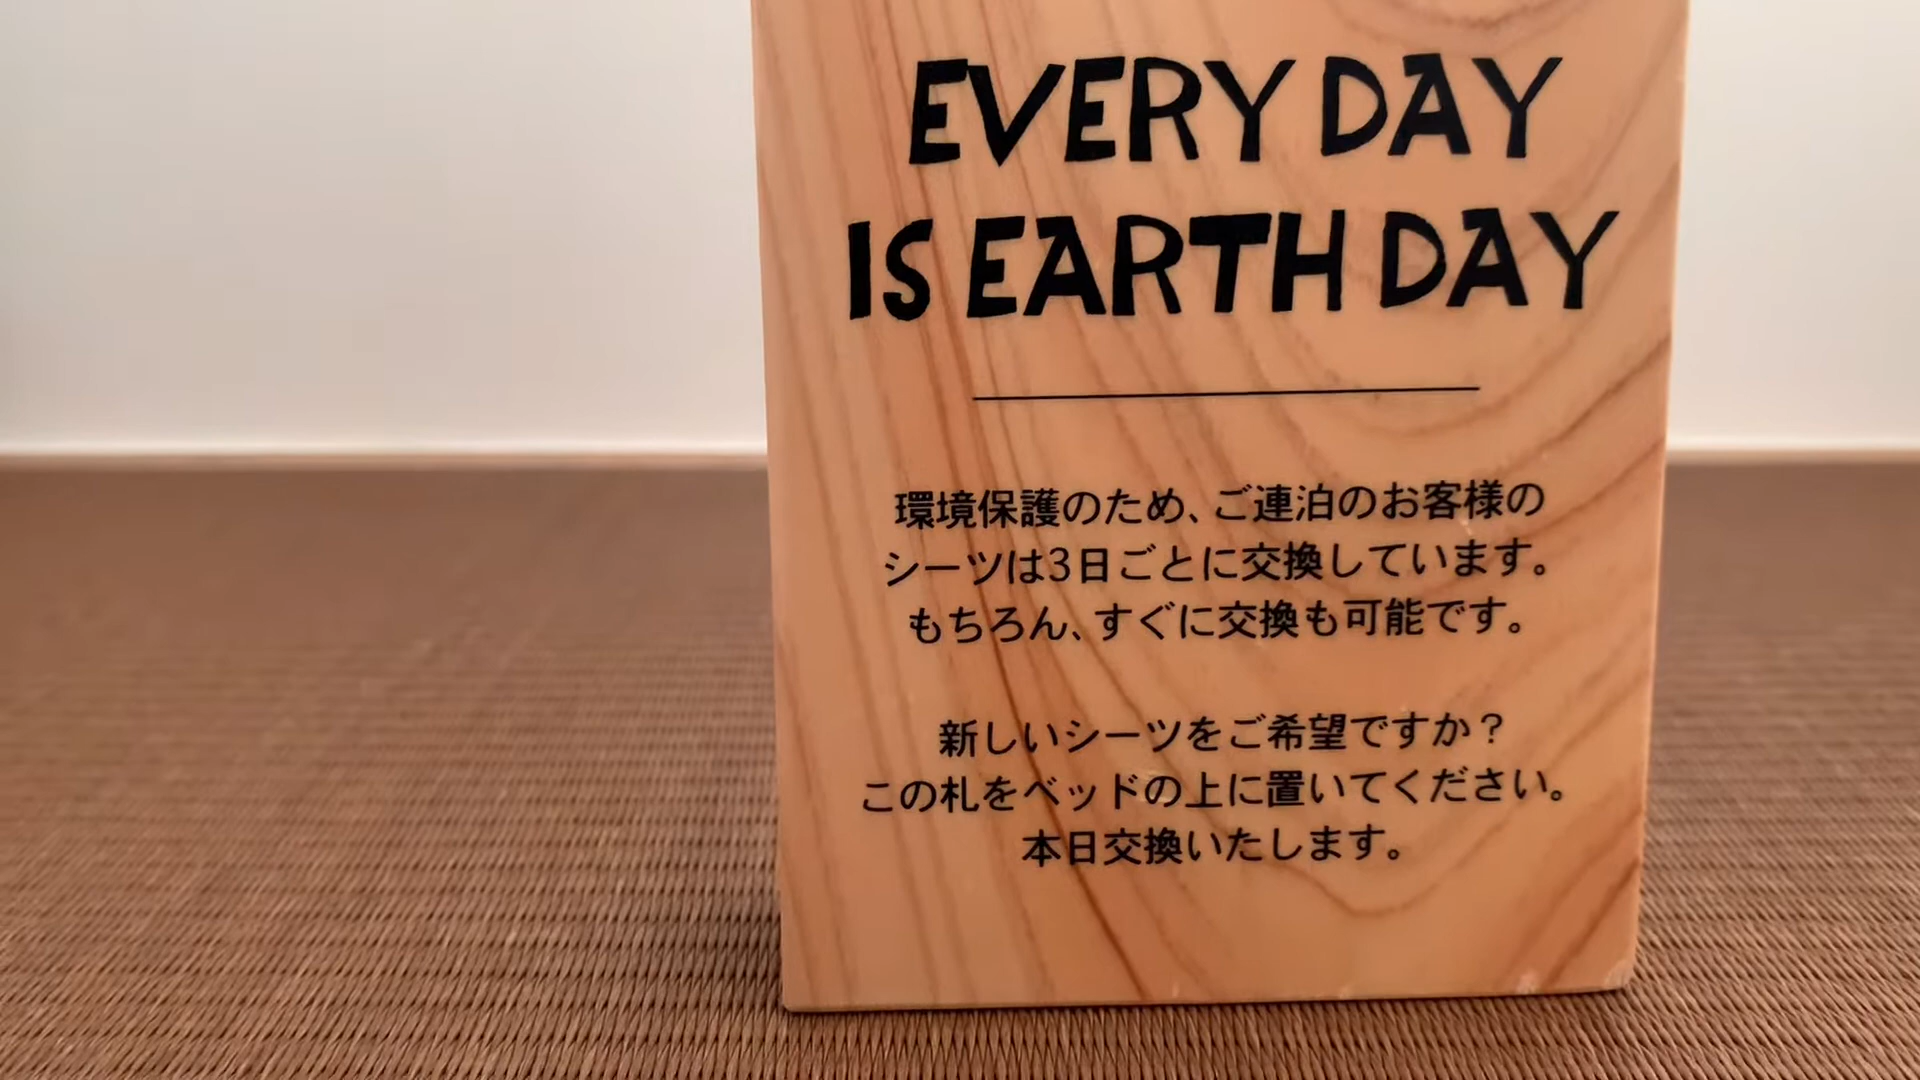 EVERY DAY
IS EARTH DAY
環境保護のため、ご連泊のお客様の
シーツは3日ごとに交換しています。
もちろん、すぐに交換も可能です。
新しいシーツをご希望ですか？
この札をベッドの上に置いてください。
本日交換いたします。